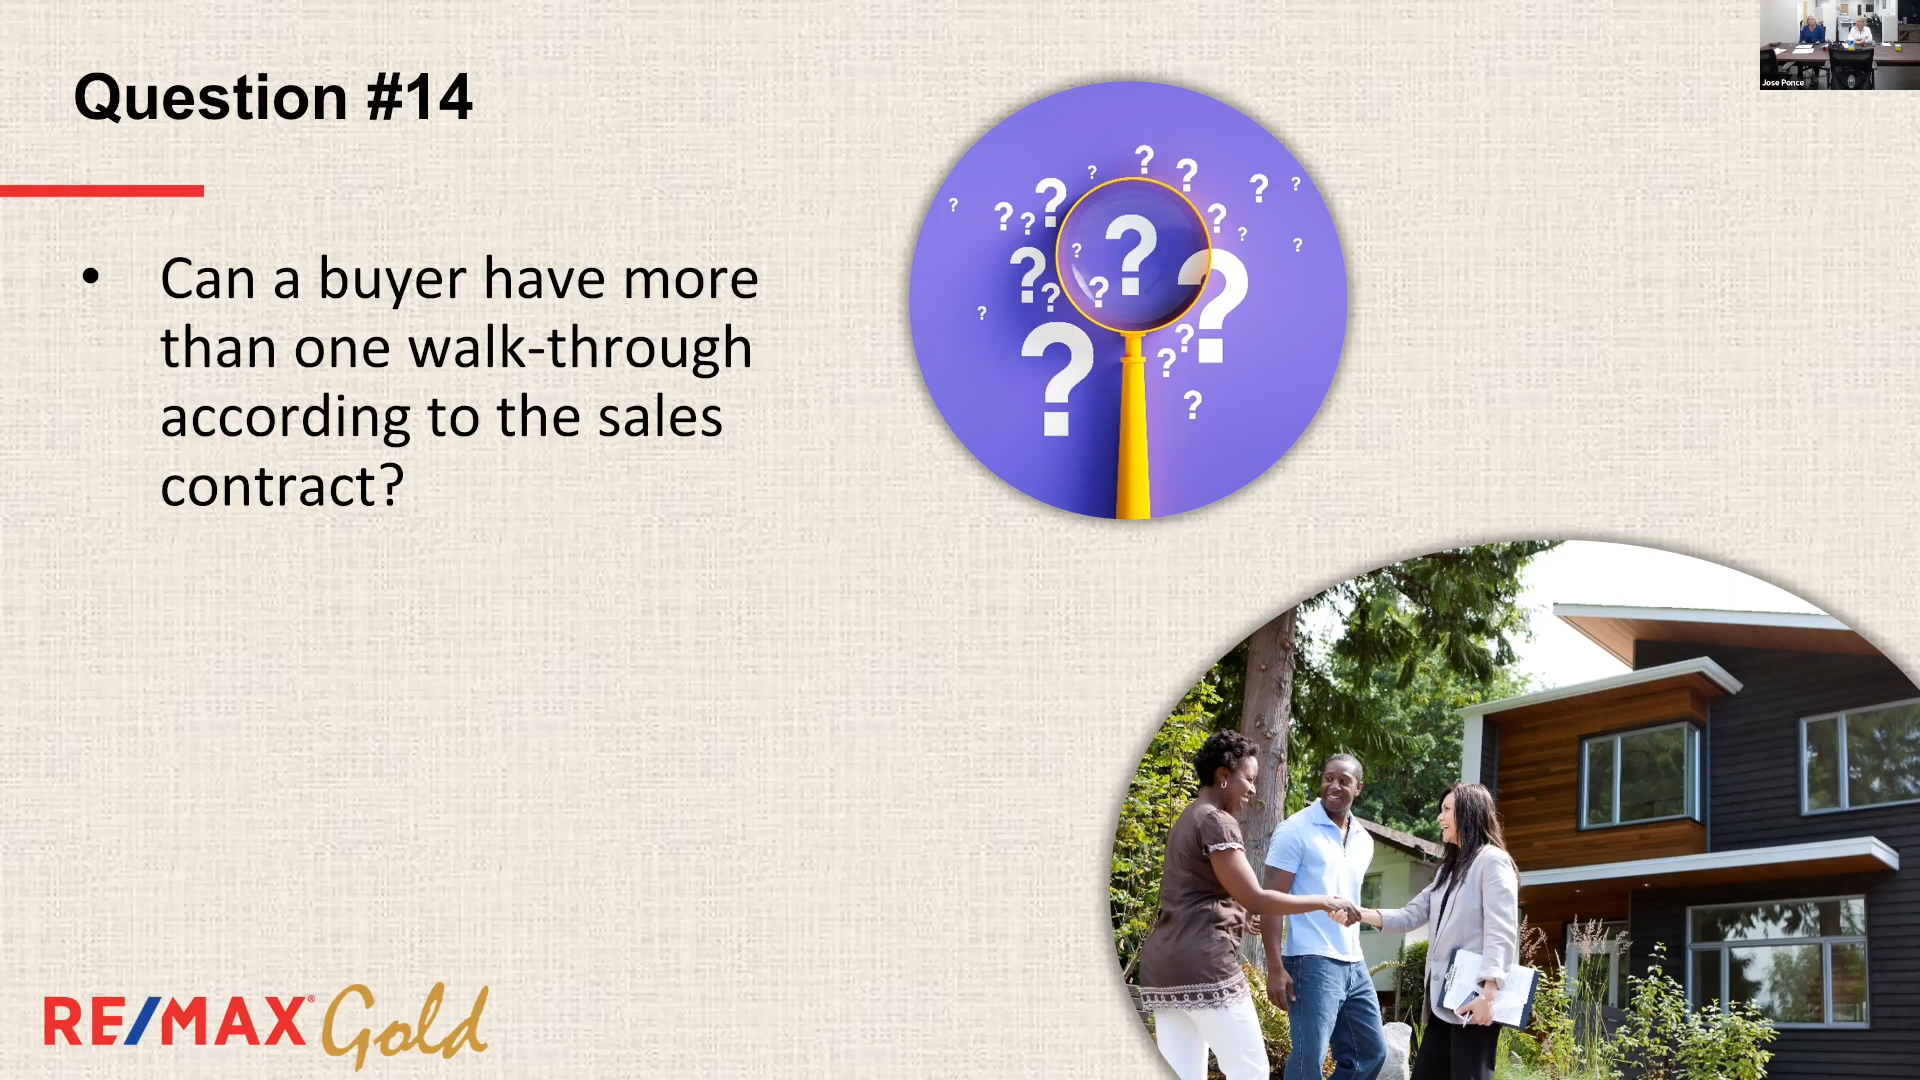 Question #14
• Can a buyer have more
than one walk-through
according to the sales
contract?
RE/MAX® Gold
Jose Ponce